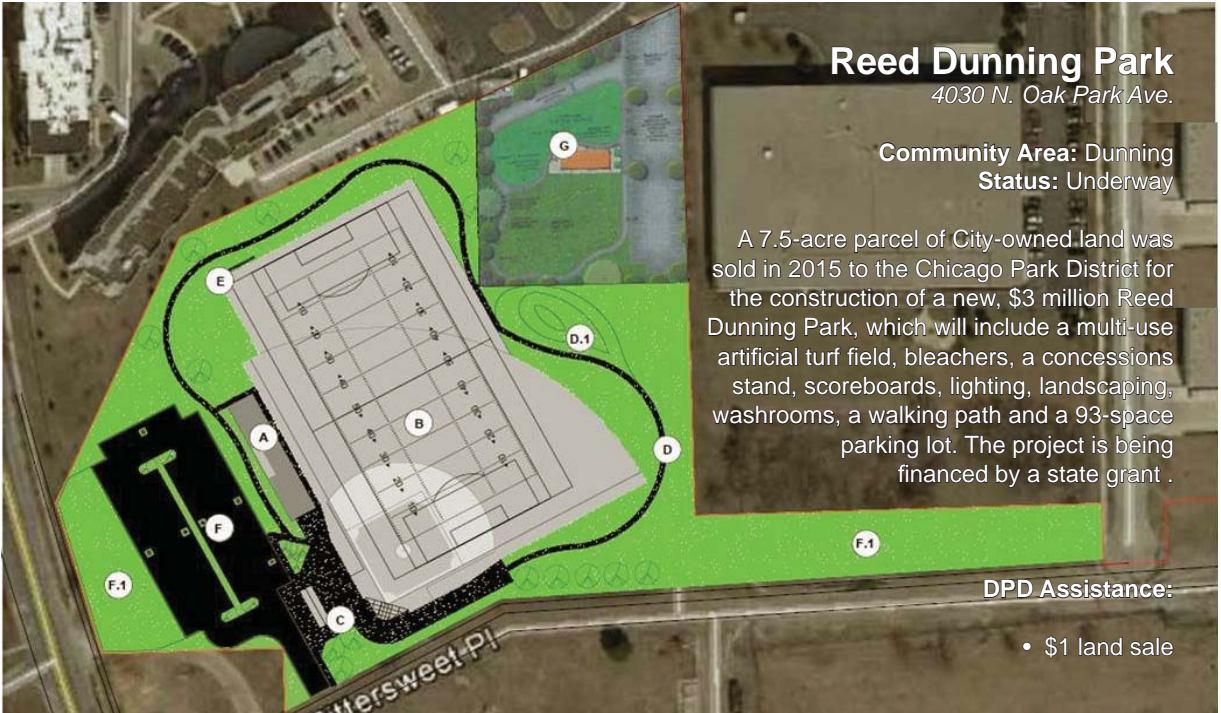 Reed Dunning Park
4030 N. Oak Park Ave.
Community Area: Dunning
Status: Underway
A 7.5-acre parcel of City-owned land was
sold in 2015 to the Chicago Park District for
the construction of a new, $3 million Reed
Dunning Park, which will include a multi-use
artificial turf field, bleachers, a concessions
stand, scoreboards, lighting, landscaping,
washrooms, a walking path and a 93-space
parking lot. The project is being
financed by a state grant .
DPD Assistance:
• $1 land sale
G
E
D.1
A
B
D
F
F.1
F.1
C
ttersweet Pl